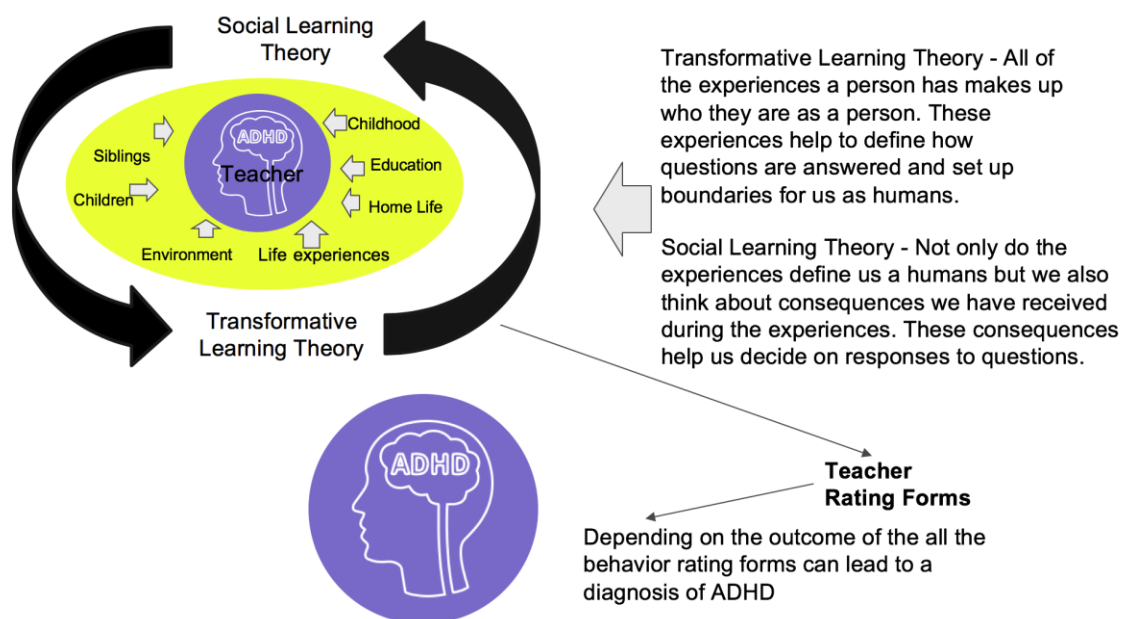 Social Learning
Theory
ADHD
Teacher
Childhood
Siblings
Education
Children
Home Life
Environment
Life experiences
Transformative
Learning Theory
Transformative Learning Theory - All of
the experiences a person has makes up
who they are as a person. These
experiences help to define how
questions are answered and set up
boundaries for us as humans.
Social Learning Theory - Not only do the
experiences define us a humans but we also
think about consequences we have received
during the experiences. These consequences
help us decide on responses to questions.
ADHD
Teacher
Rating Forms
Depending on the outcome of the all the
behavior rating forms can lead to a
diagnosis of ADHD